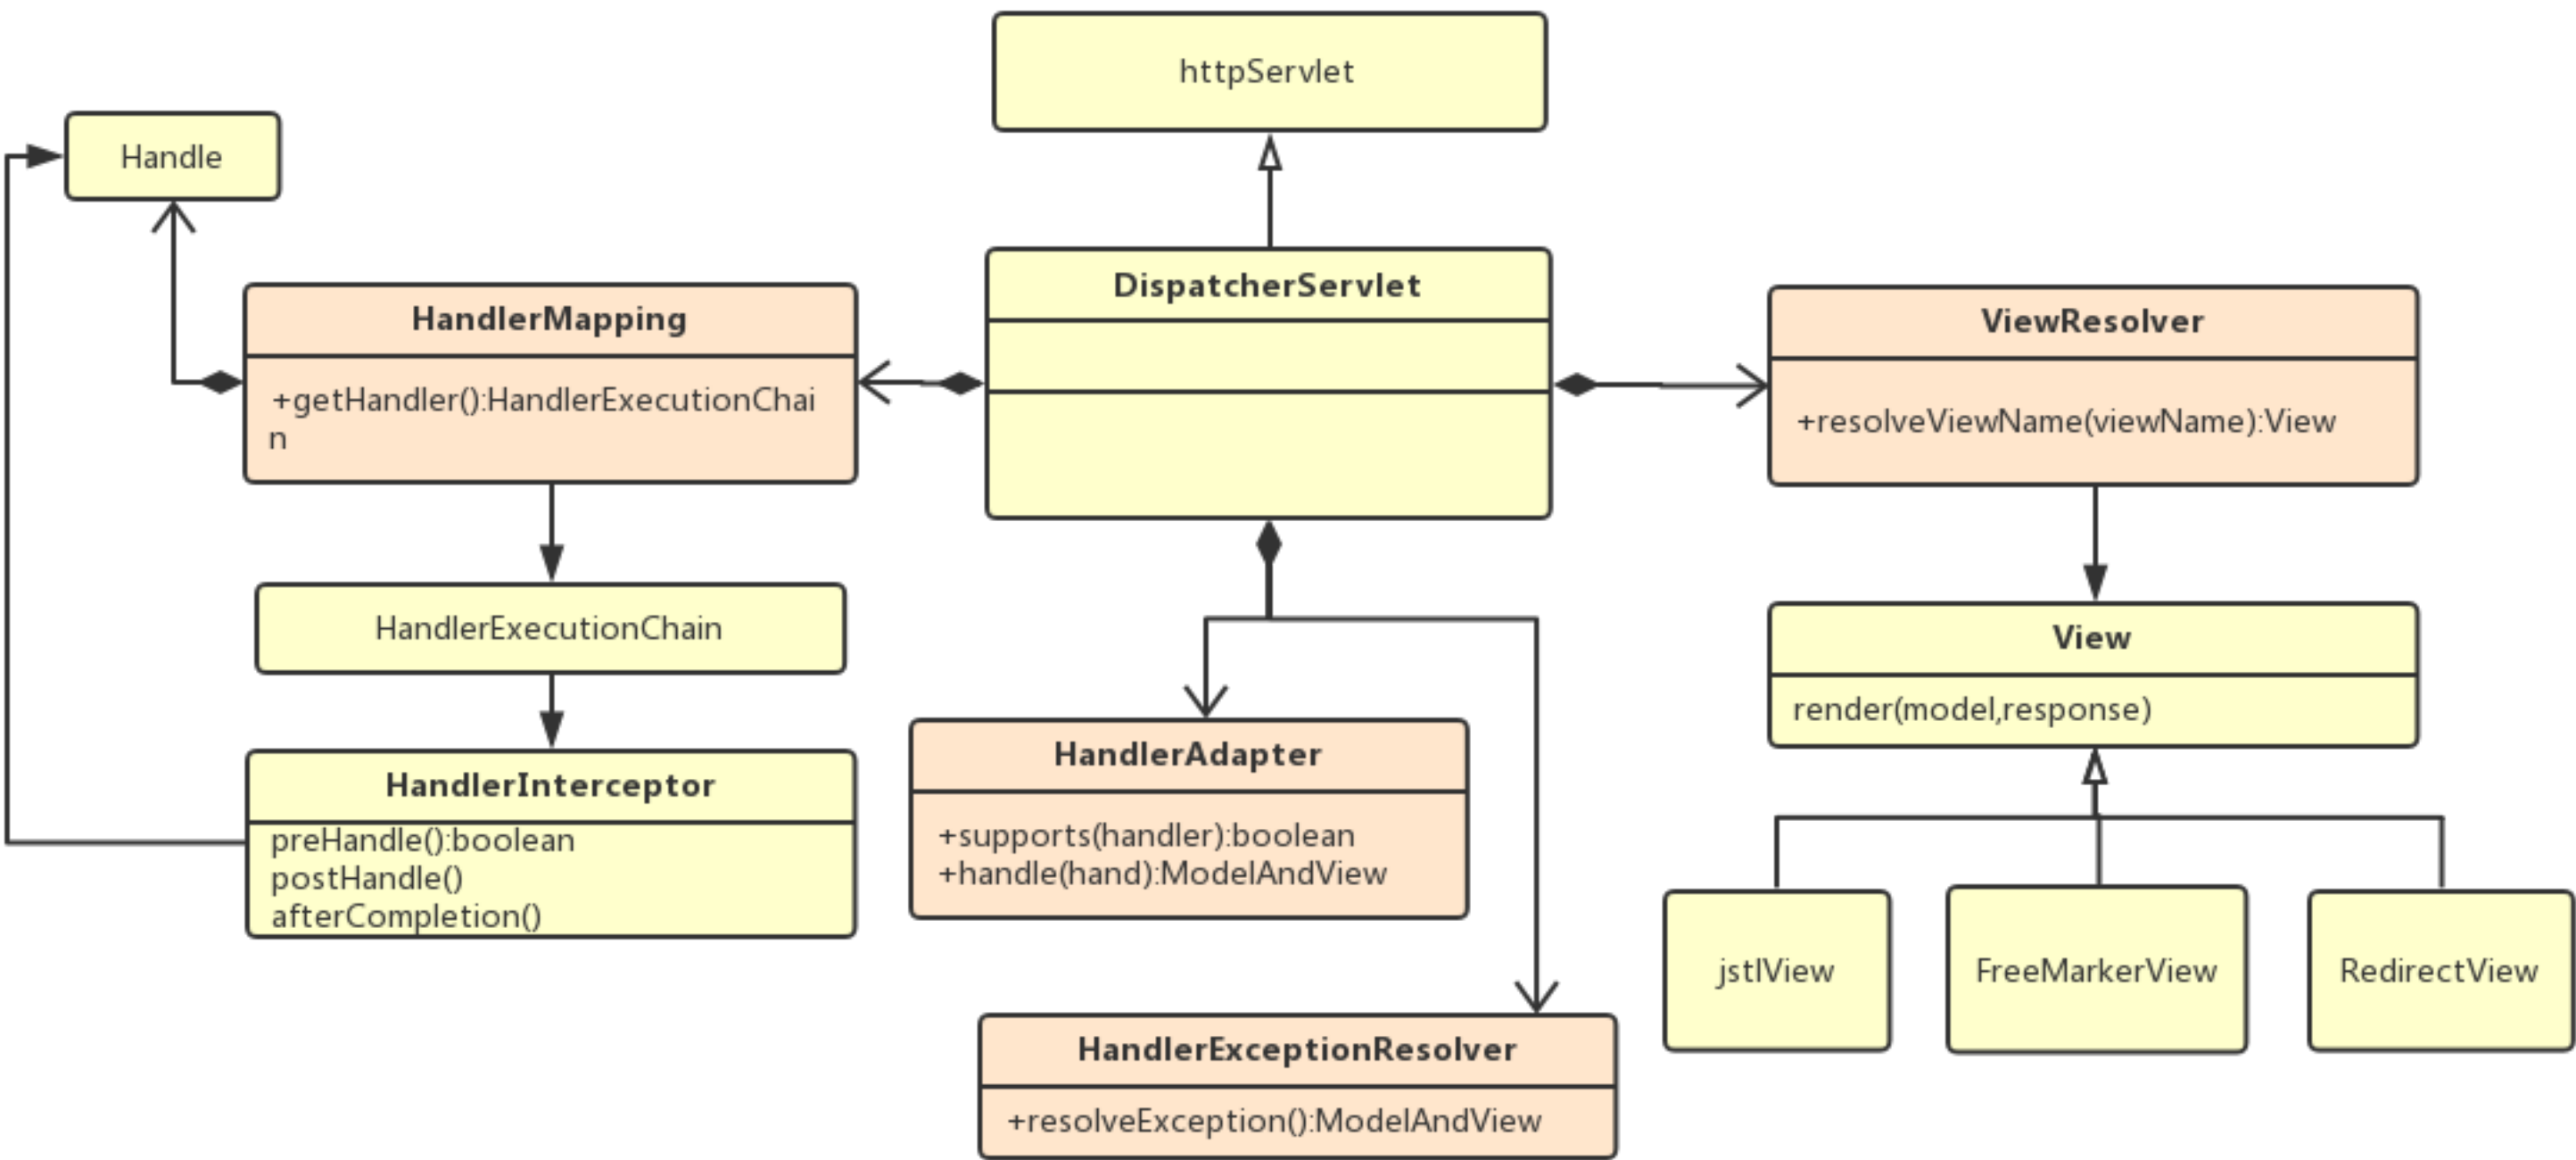 httpServlet
Handle
DispatcherServlet
HandlerMapping
+getHandler():HandlerExecutionChai
n
ViewResolver
+resolveViewName(viewName):View
HandlerExecutionChain
View
render(model,response)
HandlerInterceptor
preHandle():boolean
postHandle()
afterCompletion()
HandlerAdapter
+supports(handler):boolean
+handle(hand):ModelAndView
jstlView
FreeMarkerView
RedirectView
HandlerExceptionResolver
+resolveException():ModelAndView